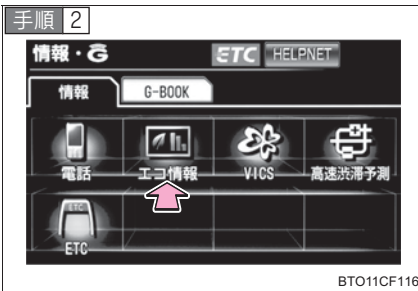 手順 2
情報・G ETC HELPNET
情報 G-BOOK
電話 エコ情報 VICS 高速渋滞予測
ETC
ETC
BTO11CF116